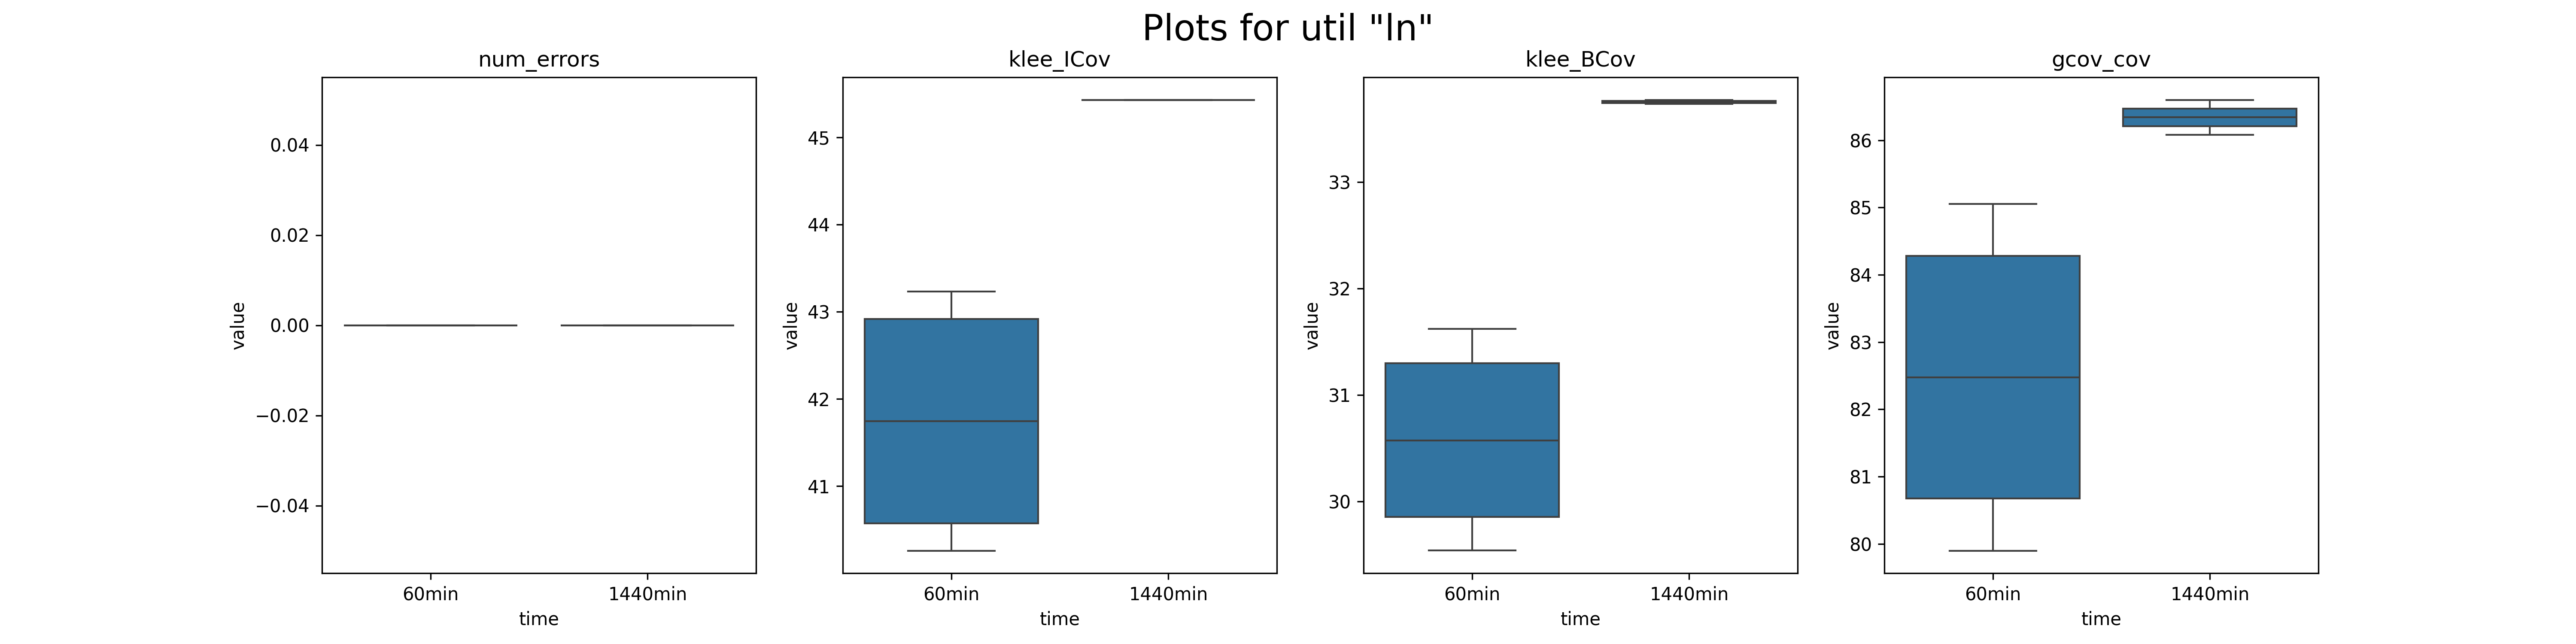 Plots for util "ln"
num_errors
value
0.04
0.02
0.00
−0.02
−0.04
60min
1440min
time
klee_ICov
value
45
44
43
42
41
60min
1440min
time
klee_BCov
value
33
32
31
30
60min
1440min
time
gcov_cov
value
86
85
84
83
82
81
80
60min
1440min
time